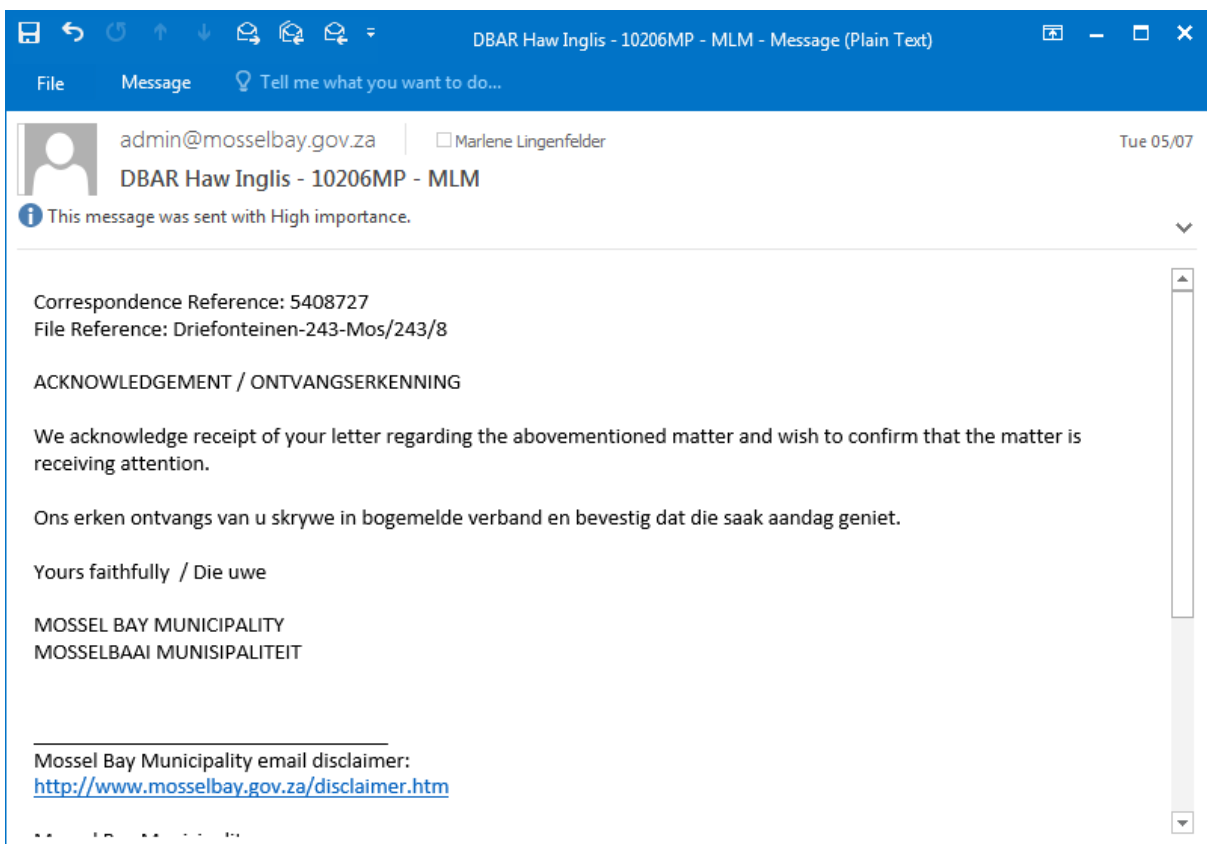 DBAR Haw Inglis - 10206MP - MLM - Message (Plain Text)
File Message Tell me what you want to do...
admin@mosselbay.gov.za Marlene Lingenfelder Tue 05/07
DBAR Haw Inglis - 10206MP - MLM
This message was sent with High importance.
Correspondence Reference: 5408727
File Reference: Driefonteinen-243-Mos/243/8
ACKNOWLEDGEMENT / ONTVANGSERKENNING
We acknowledge receipt of your letter regarding the abovementioned matter and wish to confirm that the matter is
receiving attention.
Ons erken ontvangs van u skrywe in bogemelde verband en bevestig dat die saak aandag geniet.
Yours faithfully / Die uwe
MOSSEL BAY MUNICIPALITY
MOSSELBAAI MUNISIPALITEIT
Mossel Bay Municipality email disclaimer:
http://www.mosselbay.gov.za/disclaimer.htm